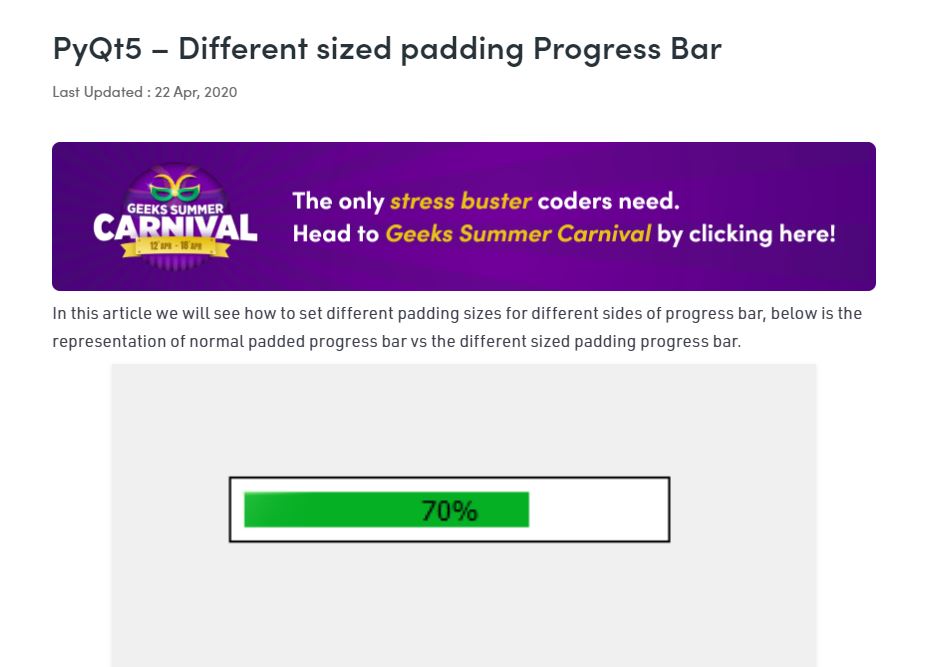 PyQt5 – Different sized padding Progress Bar
Last Updated : 22 Apr, 2020
GEEKS SUMMER
CARNIVAL
12 APR - 18 APR
The only stress buster coders need.
Head to Geeks Summer Carnival by clicking here!
In this article we will see how to set different padding sizes for different sides of progress bar, below is the
representation of normal padded progress bar vs the different sized padding progress bar.
70%